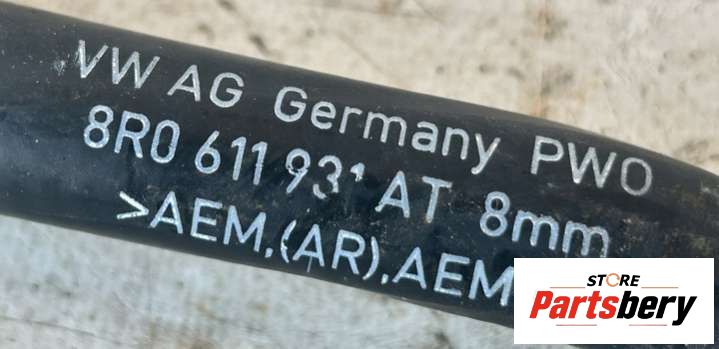 VW AG Germany PWO
8R0 611 931 AT 8mm
>AEM,(AR),AEM
STORE
Partsbery